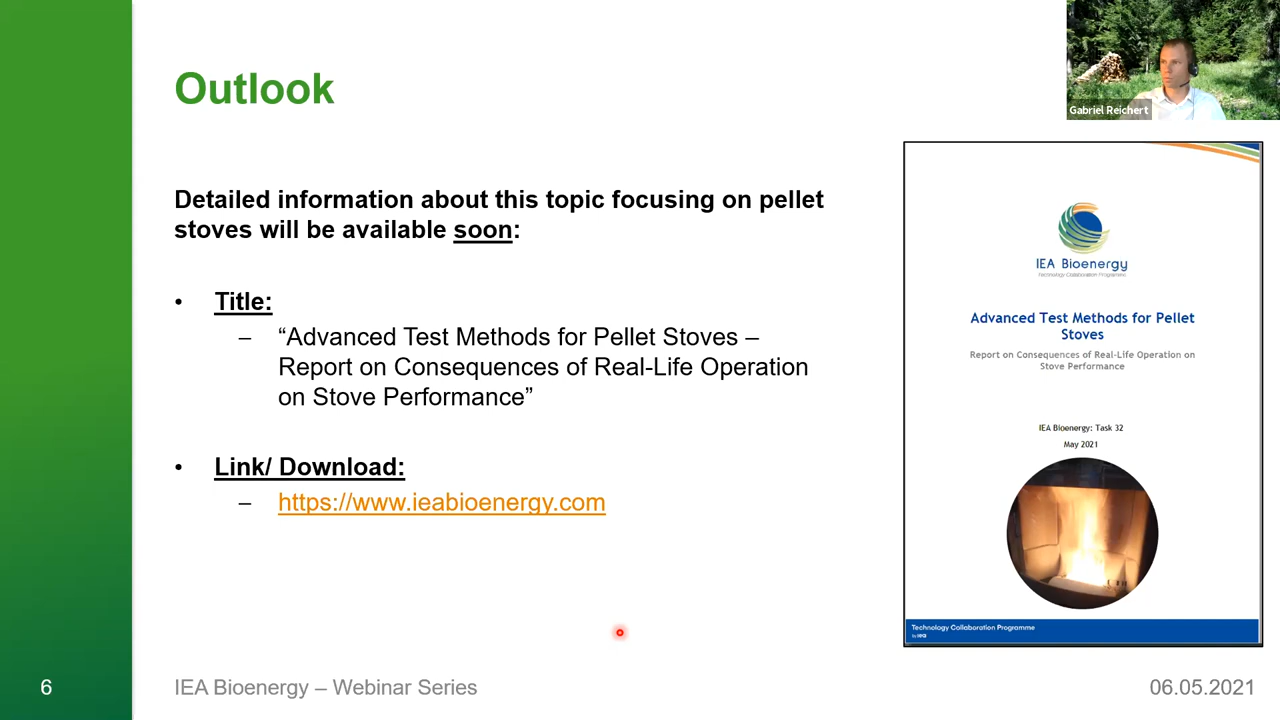 Outlook
Gabriel Reichert
Detailed information about this topic focusing on pellet
stoves will be available soon:
• Title:
– “Advanced Test Methods for Pellet Stoves –
Report on Consequences of Real-Life Operation
on Stove Performance”
• Link/ Download:
– https://www.ieabioenergy.com
IEA Bioenergy
Technology Collaboration Programme
Advanced Test Methods for Pellet
Stoves
Report on Consequences of Real-Life Operation on
Stove Performance
IEA Bioenergy: Task 32
May 2021
Technology Collaboration Programme
by iea
6
IEA Bioenergy – Webinar Series
06.05.2021